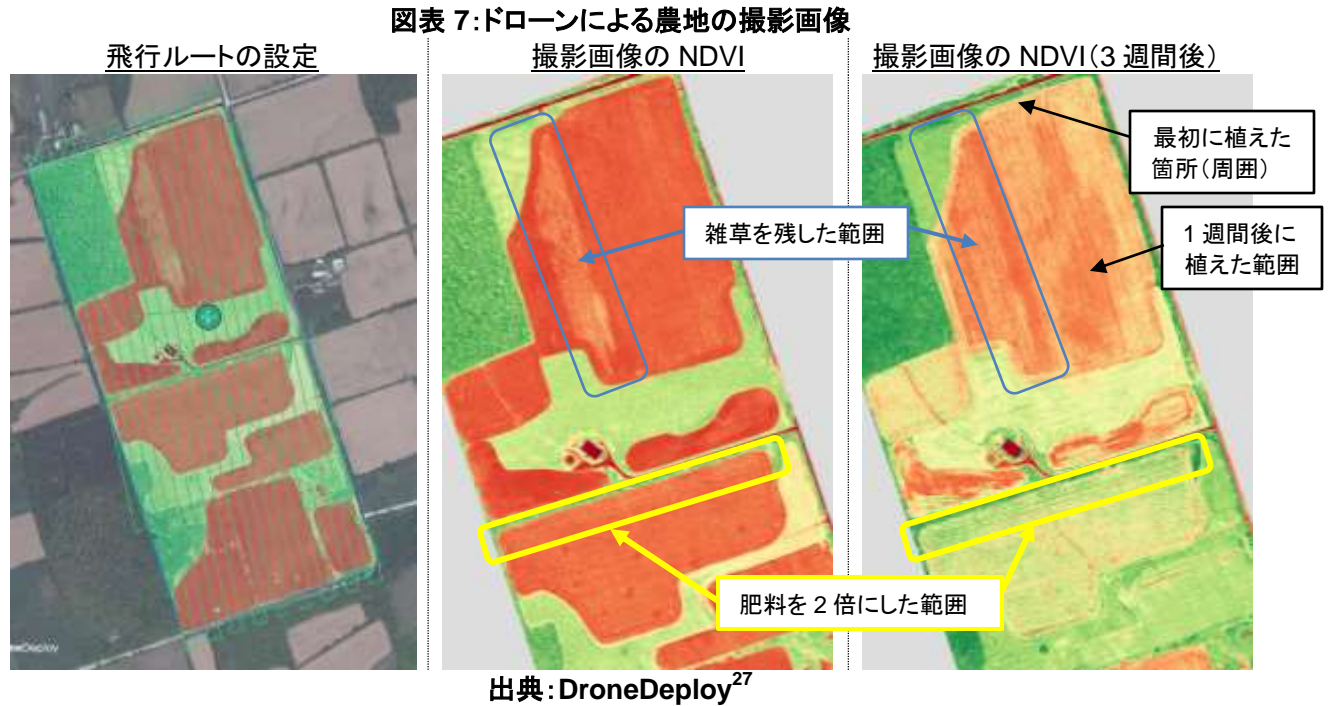 図表 7:ドローンによる農地の撮影画像
飛行ルートの設定
撮影画像の NDVI
撮影画像の NDVI(3 週間後)
最初に植えた
箇所(周囲)
雑草を残した範囲
1 週間後に
植えた範囲
肥料を 2 倍にした範囲
出典:DroneDeploy27